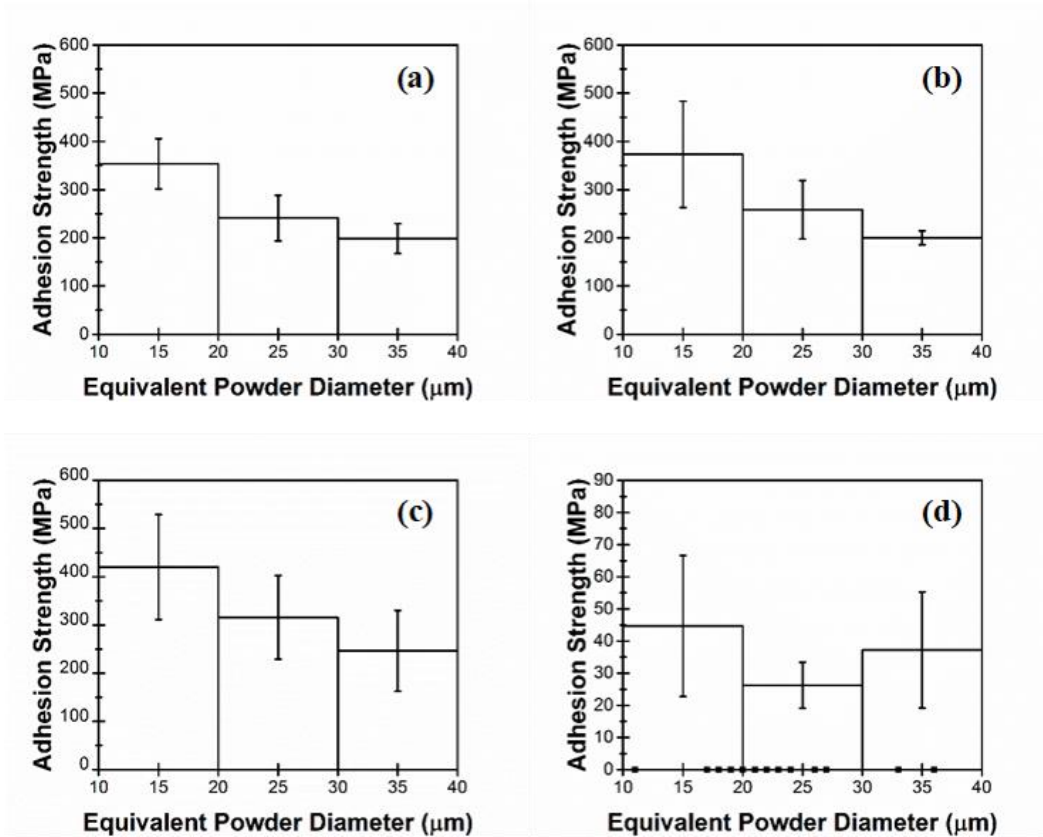 (a)
Adhesion Strength (MPa)
600
500
400
300
200
100
0
10 15 20 25 30 35 40
Equivalent Powder Diameter (μm)
(b)
Adhesion Strength (MPa)
600
500
400
300
200
100
0
10 15 20 25 30 35 40
Equivalent Powder Diameter (μm)
(c)
Adhesion Strength (MPa)
600
500
400
300
200
100
0
10 15 20 25 30 35 40
Equivalent Powder Diameter (μm)
(d)
Adhesion Strength (MPa)
90
80
70
60
50
40
30
20
10
0
10 15 20 25 30 35 40
Equivalent Powder Diameter (μm)